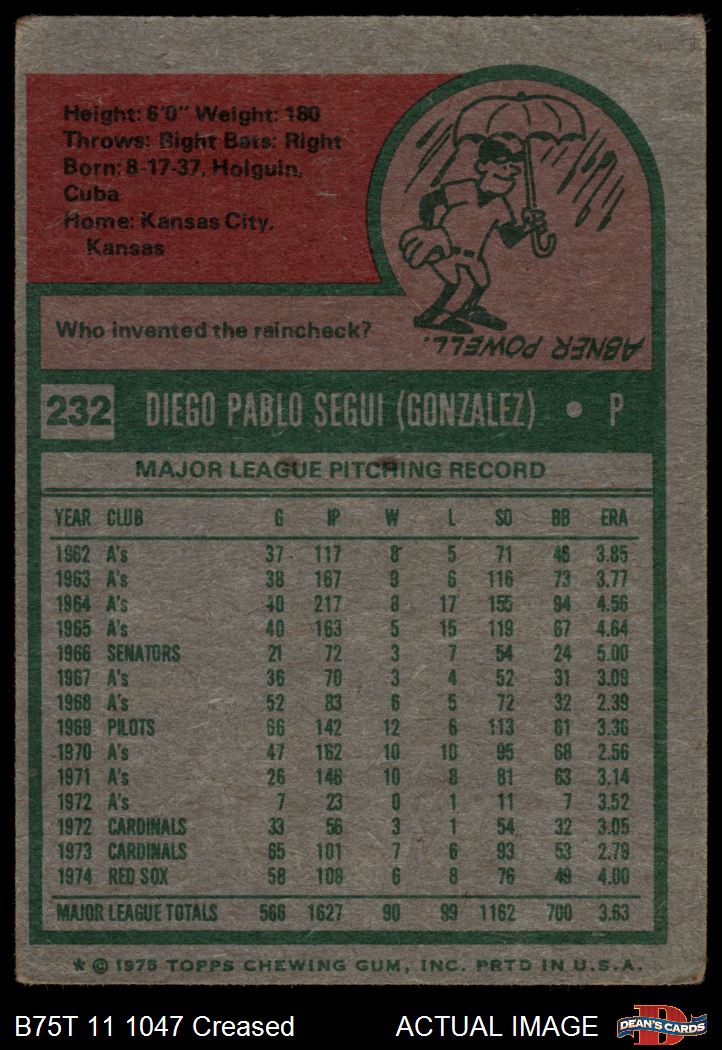 Height: 6'0" Weight: 180
Throws: Right Bats: Right
Born: 8-17-37, Holguin,
Cuba
Home: Kansas City,
Kansas
Who invented the raincheck?
ABNER POWELL.
232 DIEGO PABLO SEGUI (GONZALEZ) • P
MAJOR LEAGUE PITCHING RECORD
YEAR CLUB G IP W L SO BB ERA
1962 A's 37 117 8 5 71 46 3.85
1963 A's 38 167 9 6 116 73 3.77
1964 A's 40 217 8 17 155 94 4.56
1965 A's 40 163 5 15 119 67 4.64
1966 SENATORS 21 72 3 7 54 24 5.00
1967 A's 36 70 3 4 52 31 3.09
1968 A's 52 83 6 5 72 32 2.39
1969 PILOTS 66 142 12 6 113 61 3.36
1970 A's 47 162 10 10 95 68 2.56
1971 A's 26 146 10 8 81 63 3.14
1972 A's 7 23 0 1 11 7 3.52
1972 CARDINALS 33 56 3 1 54 32 3.05
1973 CARDINALS 65 101 7 6 93 53 2.79
1974 RED SOX 58 108 6 8 76 49 4.00
MAJOR LEAGUE TOTALS 566 1627 90 99 1162 700 3.63
* © 1975 TOPPS CHEWING GUM, INC. PRTD IN U.S.A.
B75T 11 1047 Creased ACTUAL IMAGE DEAN'S CARDS